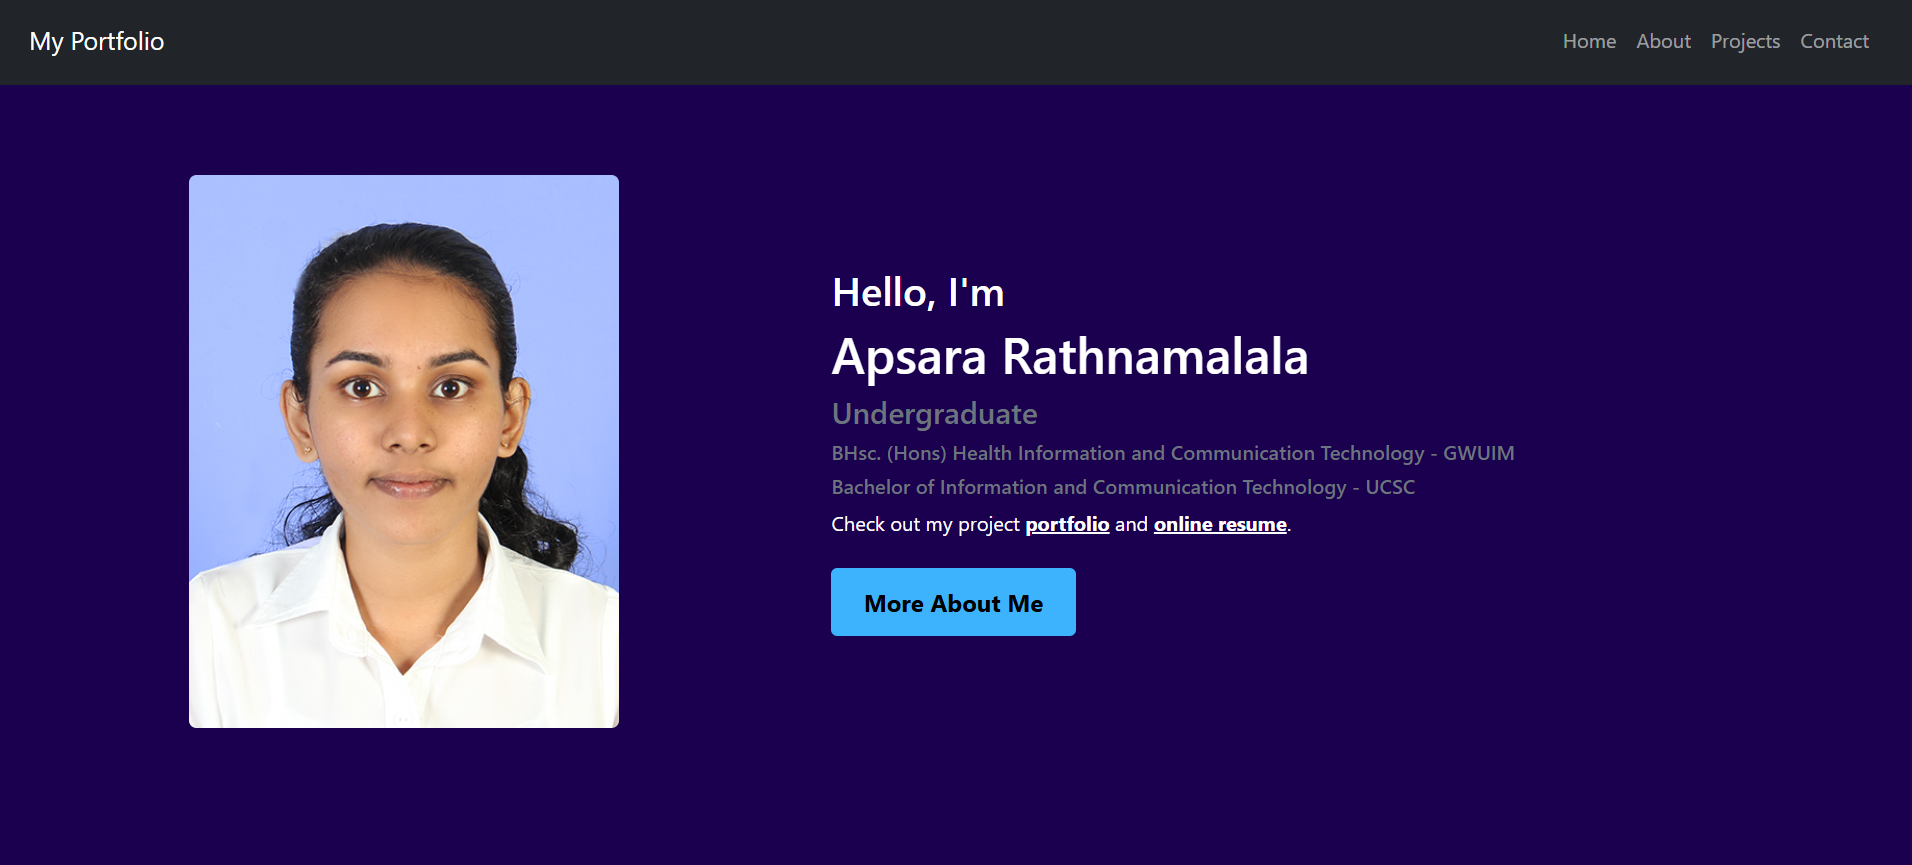 My Portfolio
Home About Projects Contact
Hello, I'm
Apsara Rathnamalala
Undergraduate
BHsc. (Hons) Health Information and Communication Technology - GWUIM
Bachelor of Information and Communication Technology - UCSC
Check out my project portfolio and online resume.
More About Me